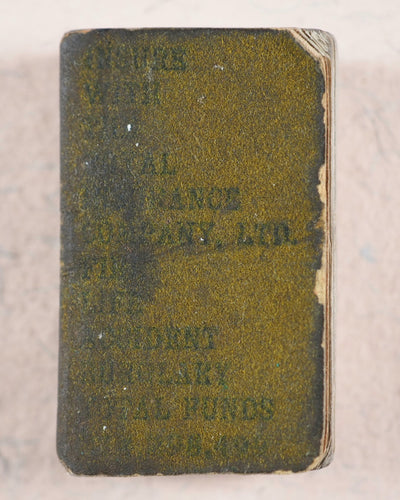 INSURE
WITH
THE
ROYAL
INSURANCE
COMPANY, LTD.
FIRE
LIFE
ACCIDENT
BURGLARY
TOTAL FUNDS